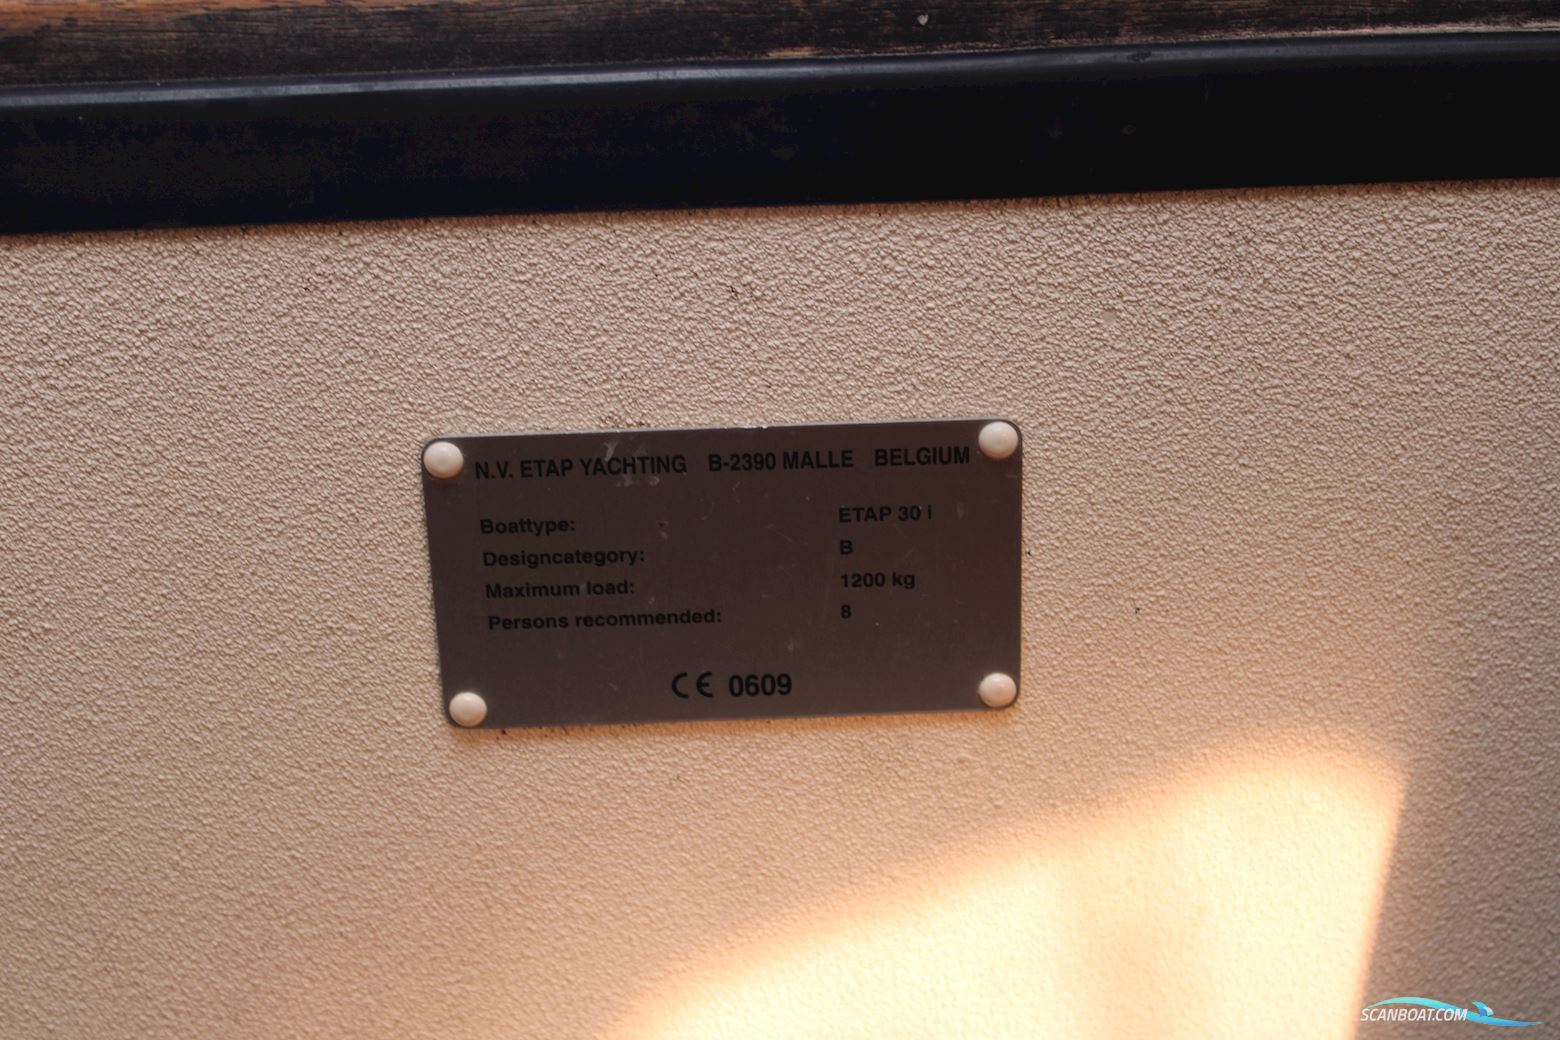 N.V. ETAP YACHTING B-2390 MALLE BELGIUM
Boattype: ETAP 30 i
Designcategory: B
Maximum load: 1200 kg
Persons recommended: 8
CE 0609
SCANBOAT.COM